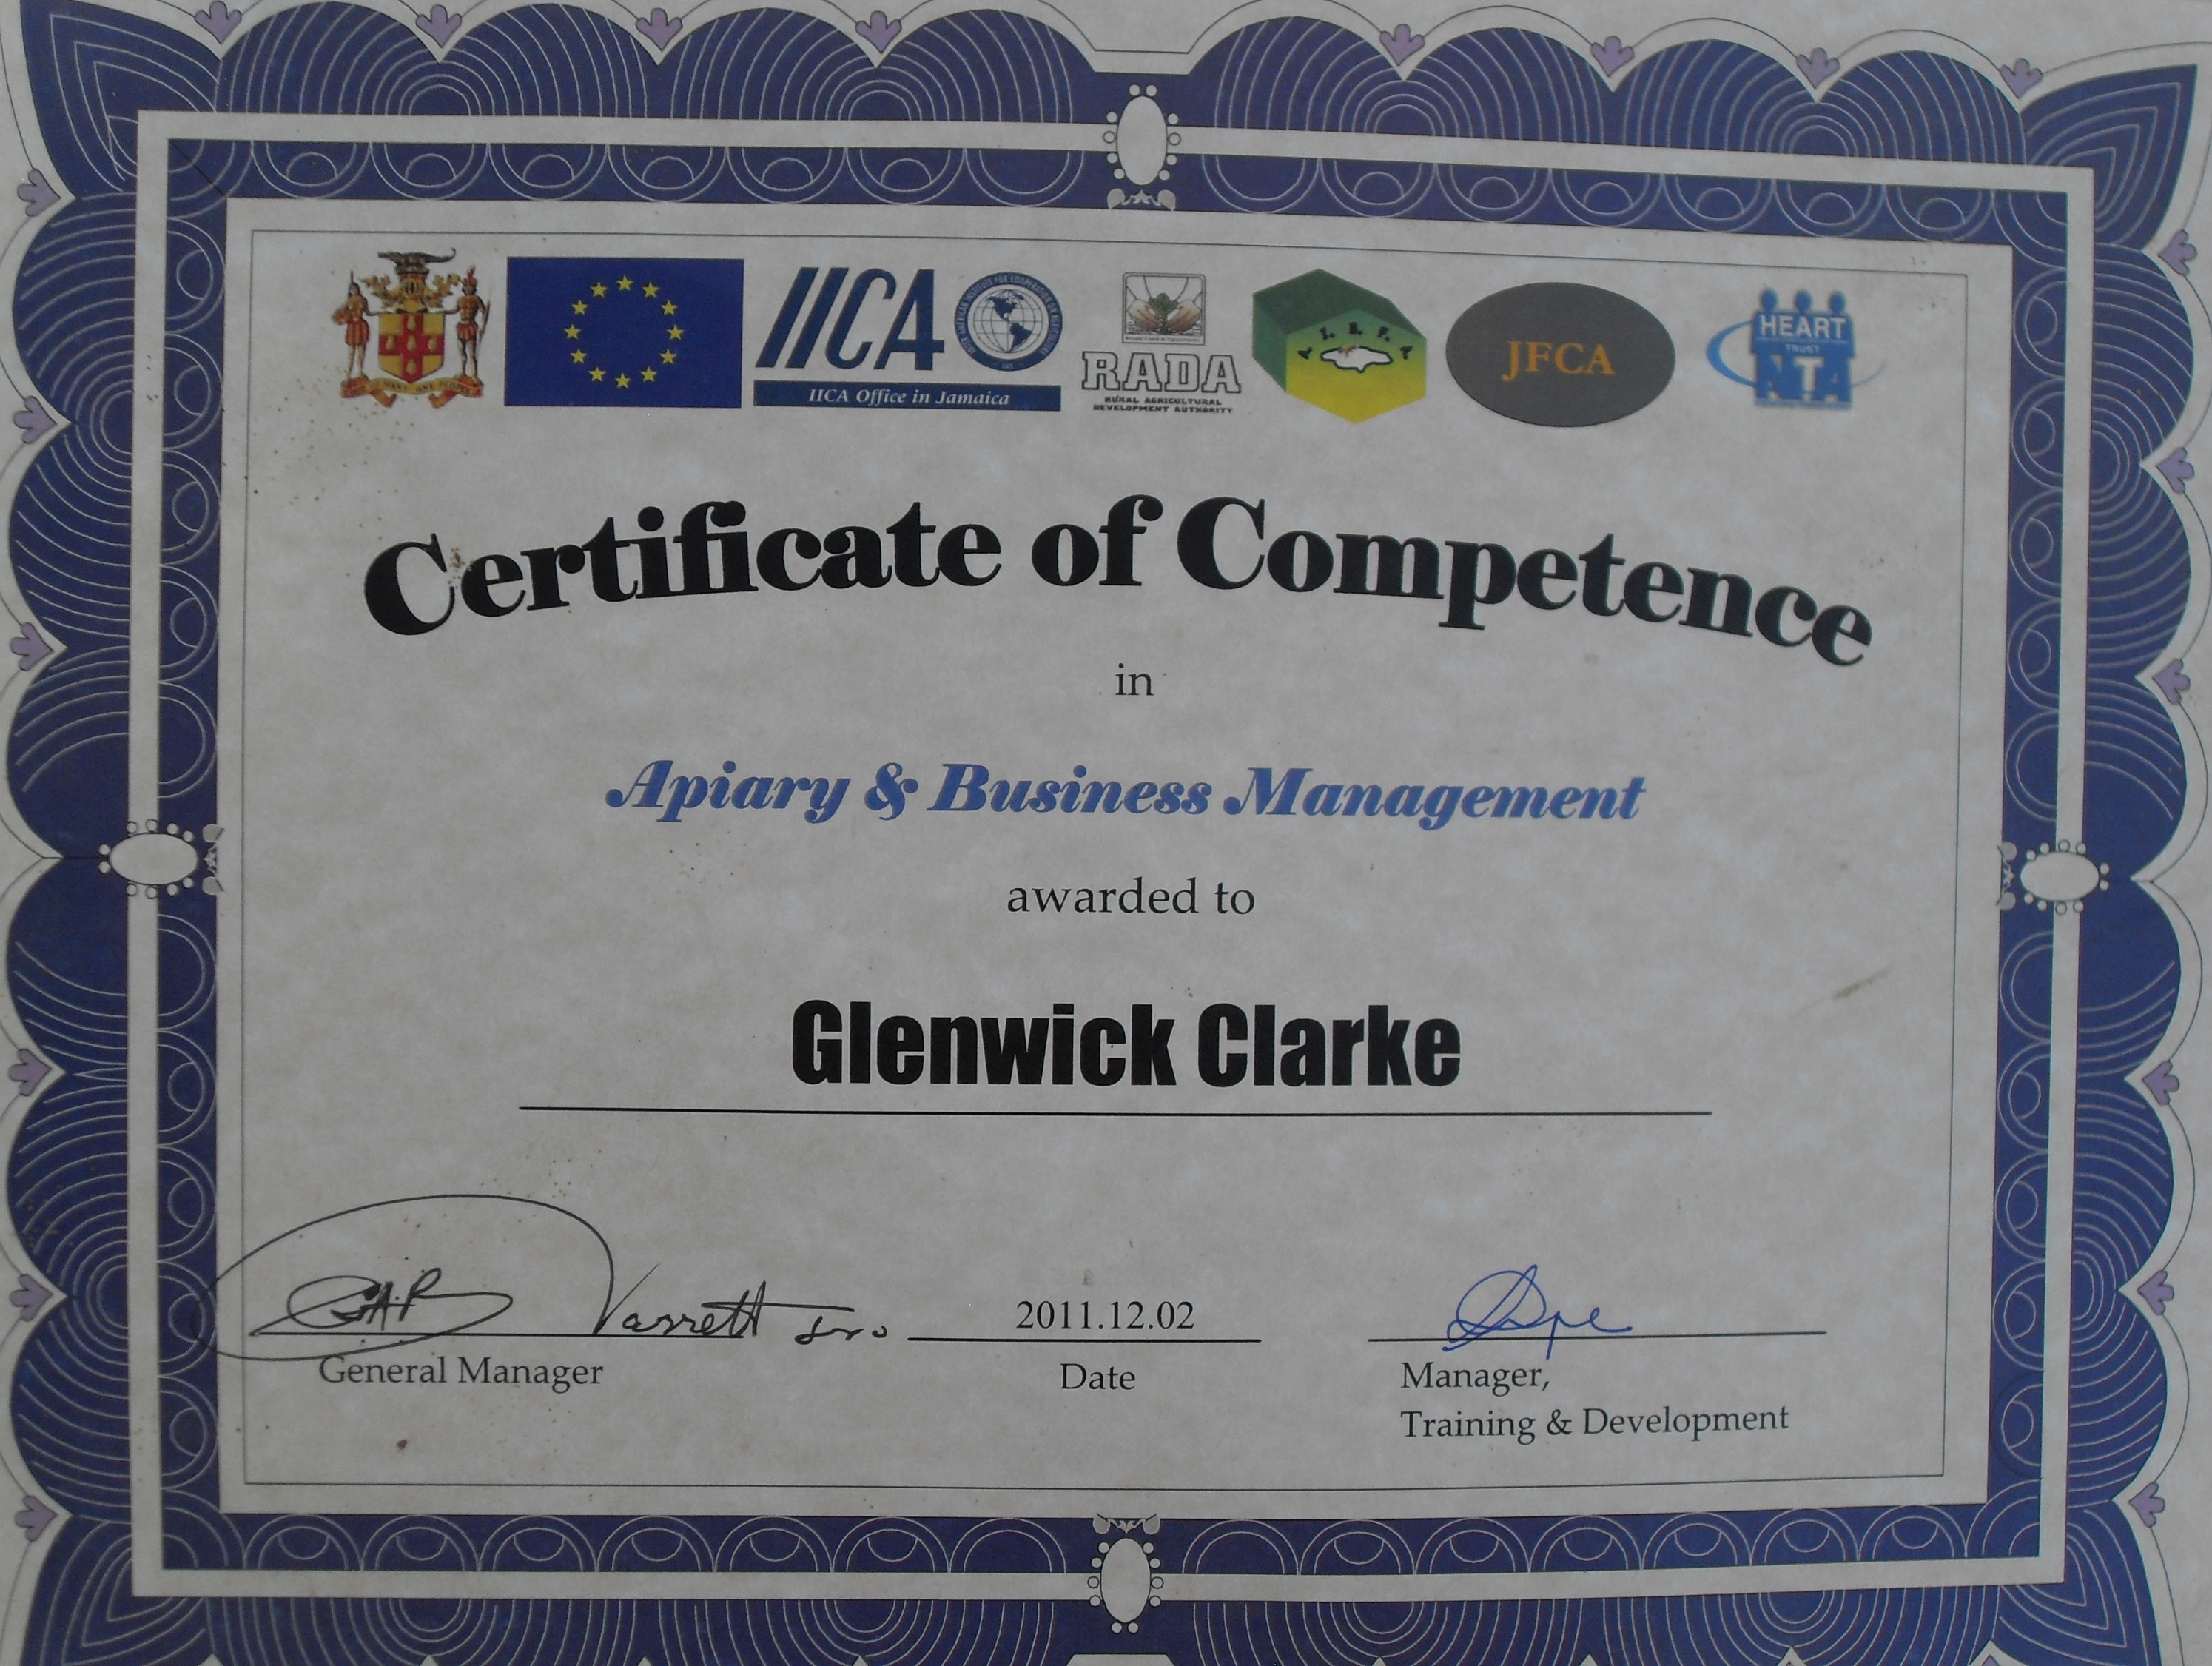 IICA
IICA Office in Jamaica
RADA
RURAL AGRICULTURAL
DEVELOPMENT AUTHORITY
JFCA
HEART
TRUST
NTA
Certificate of Competence
in
Apiary & Business Management
awarded to
Glenwick Clarke
2011.12.02
General Manager
Date
Manager,
Training & Development